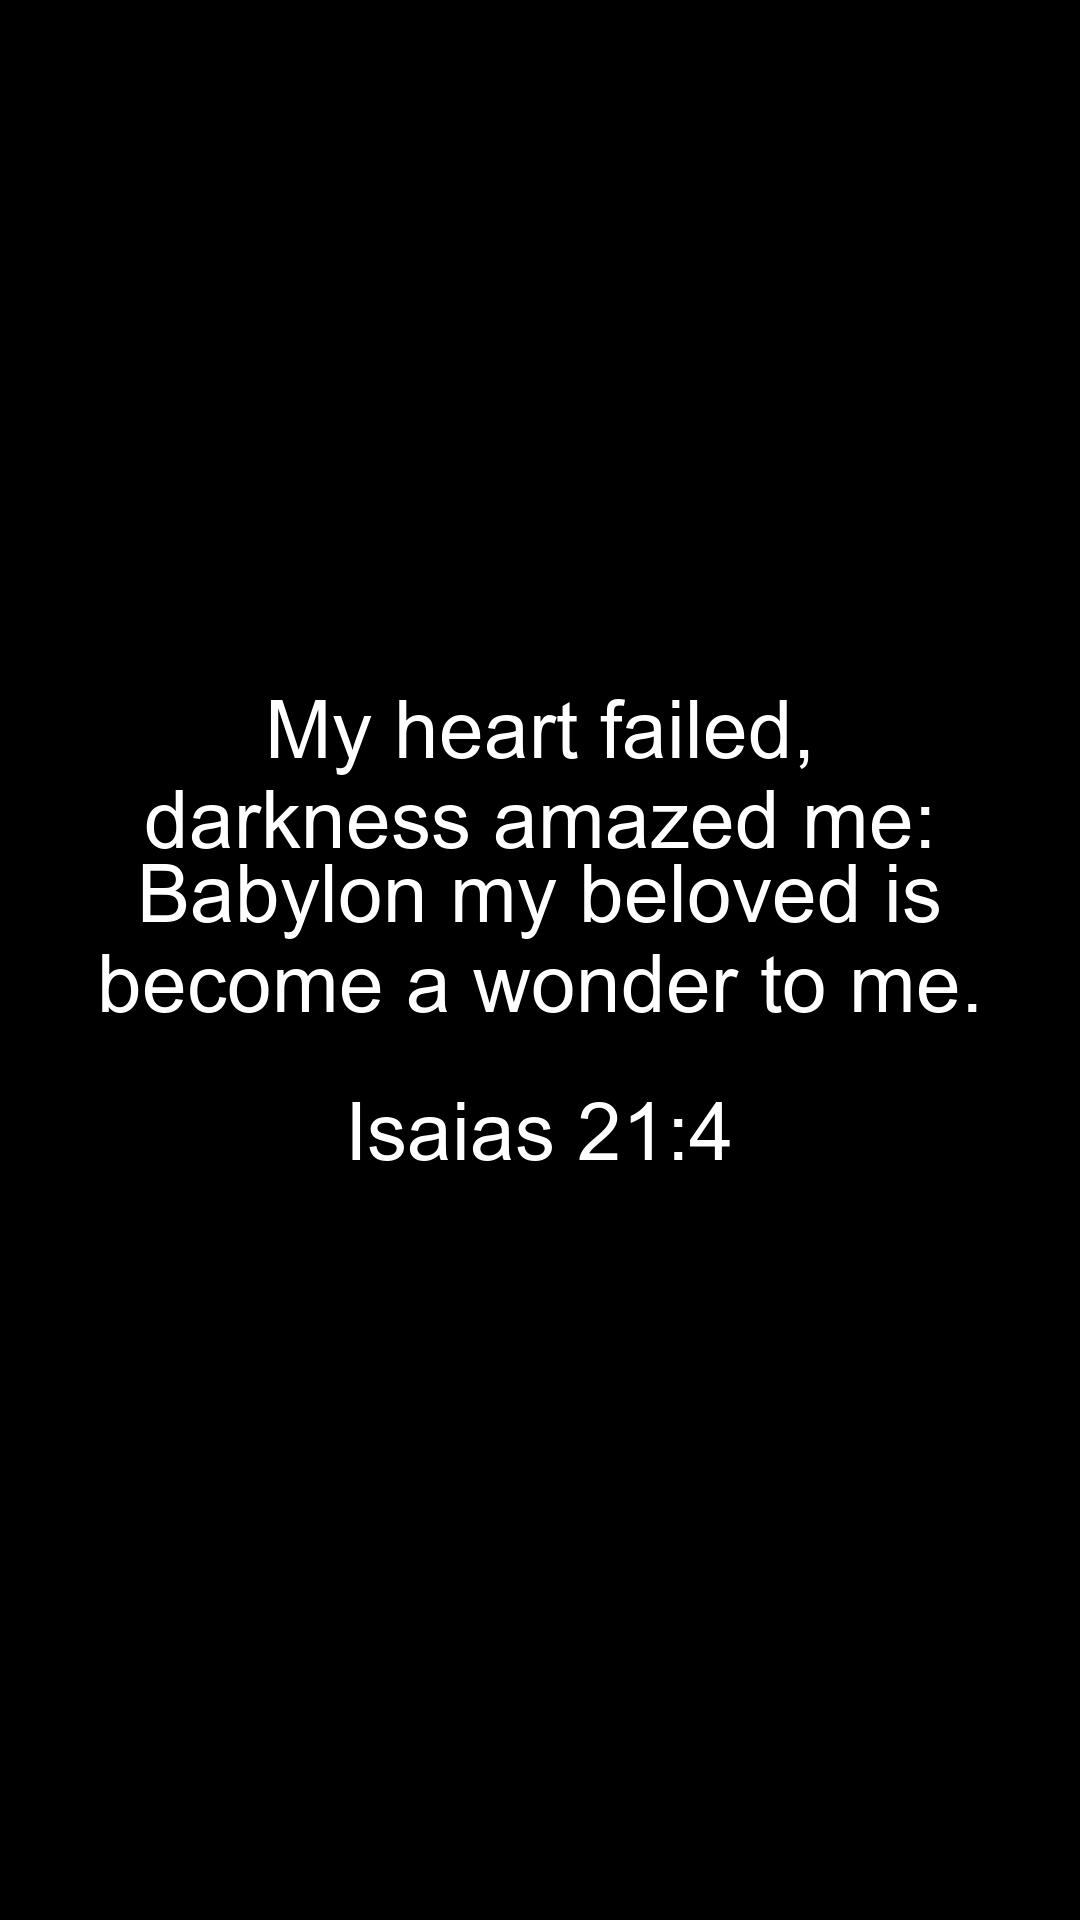 My heart failed,
darkness amazed me:
Babylon my beloved is
become a wonder to me.
Isaias 21:4